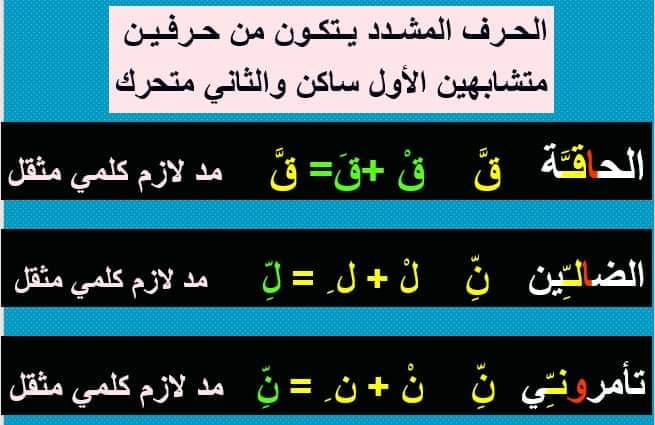 الحرف المشدد يتكون من حرفين
متشابهين الأول ساكن والثاني متحرك
الحاقَّة قَّ قْ +قَ= قَّ مد لازم كلمي مثقل
الضالِّين نِّ لْ + لِ = لِّ مد لازم كلمي مثقل
تأمرونِّي نِّ نْ + نِ = نِّ مد لازم كلمي مثقل